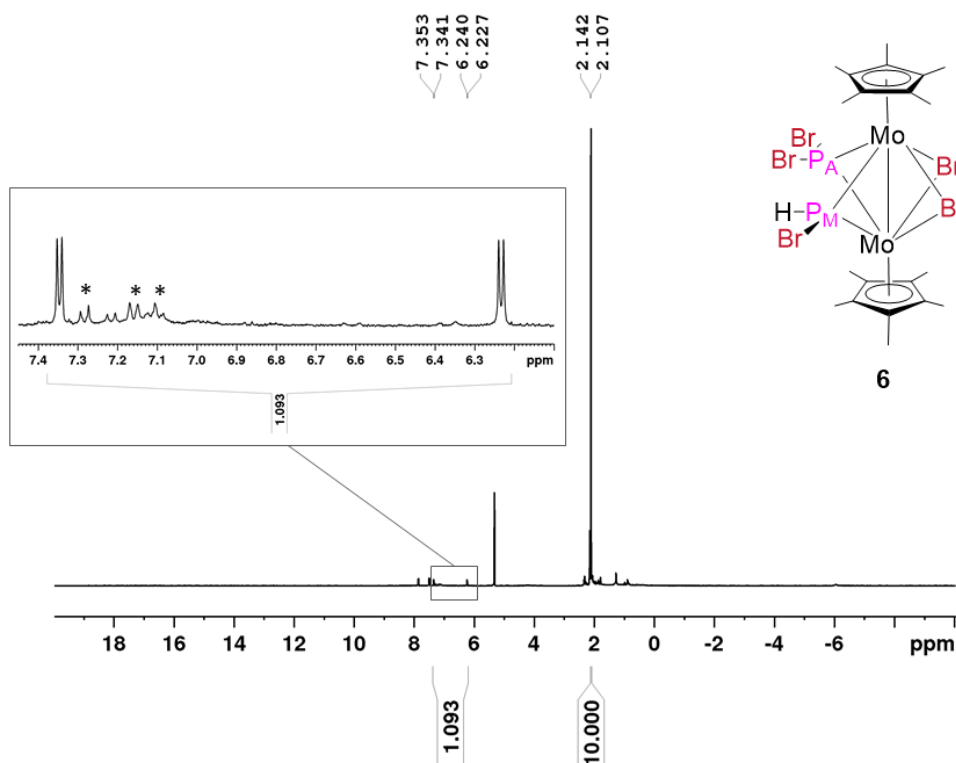 7.353
7.341
6.240
6.227
2.142
2.107
Mo
Br
Br
P
A
Br
H
P
M
Br
B
Mo
6
*
*
*
7.4 7.3 7.2 7.1 7.0 6.9 6.8 6.7 6.6 6.5 6.4 6.3 ppm
1.093
18 16 14 12 10 8 6 4 2 0 -2 -4 -6 ppm
1.093
10.000